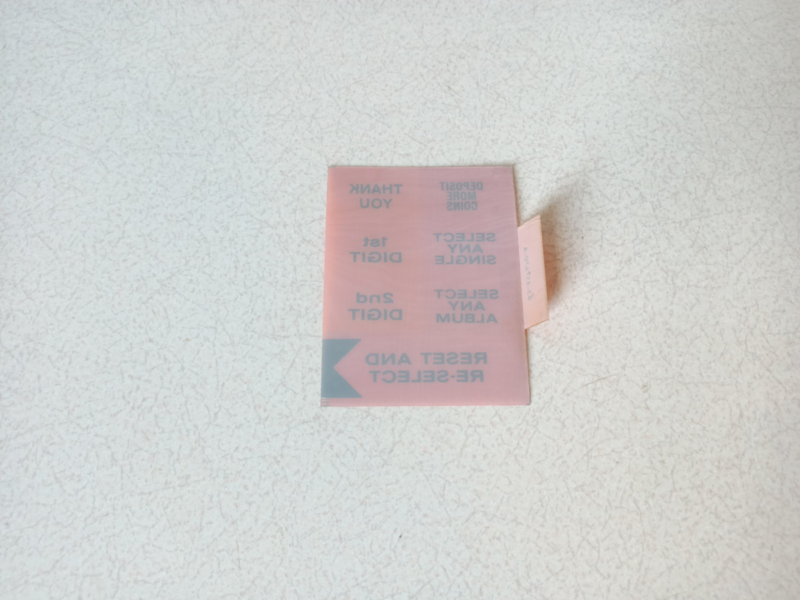 DEPOSIT
MORE
COINS
THANK
YOU
SELECT
ANY
SINGLE
1st
DIGIT
SELECT
ANY
ALBUM
2nd
DIGIT
RESET AND
RE-SELECT